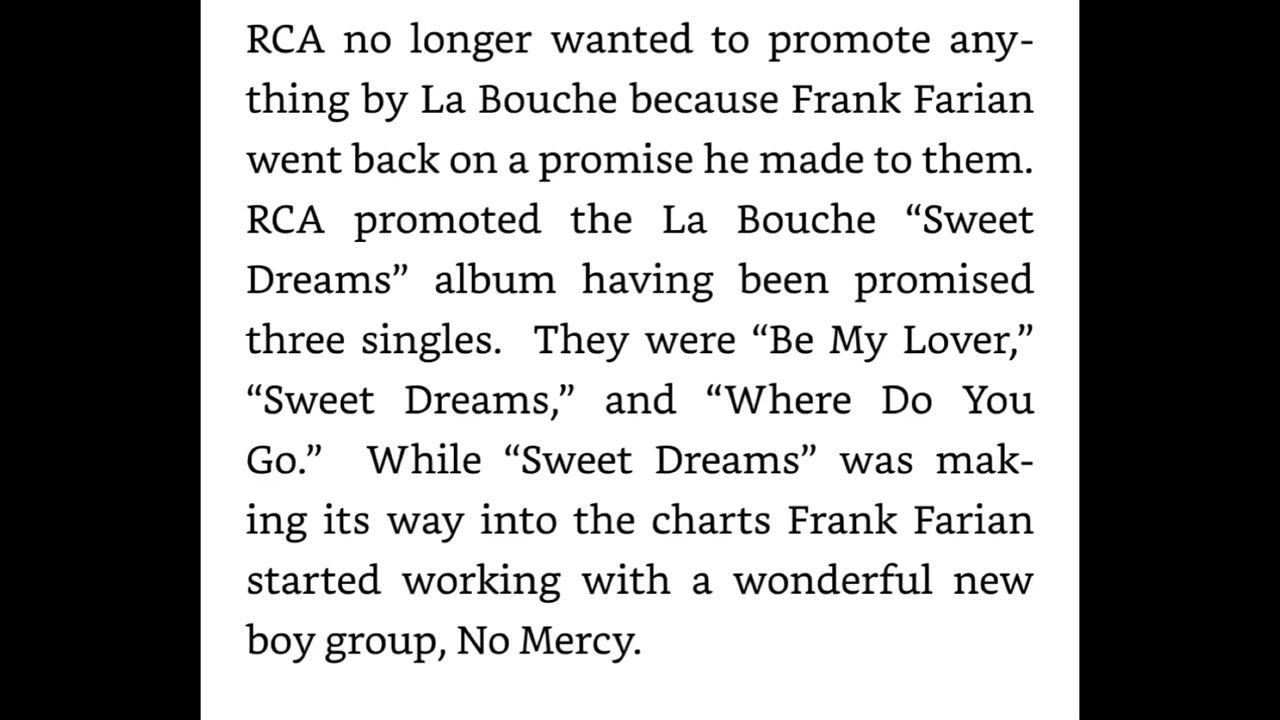 RCA no longer wanted to promote any-
thing by La Bouche because Frank Farian
went back on a promise he made to them.
RCA promoted the La Bouche “Sweet
Dreams” album having been promised
three singles.  They were “Be My Lover,”
“Sweet Dreams,” and “Where Do You
Go.”  While “Sweet Dreams” was mak-
ing its way into the charts Frank Farian
started working with a wonderful new
boy group, No Mercy.